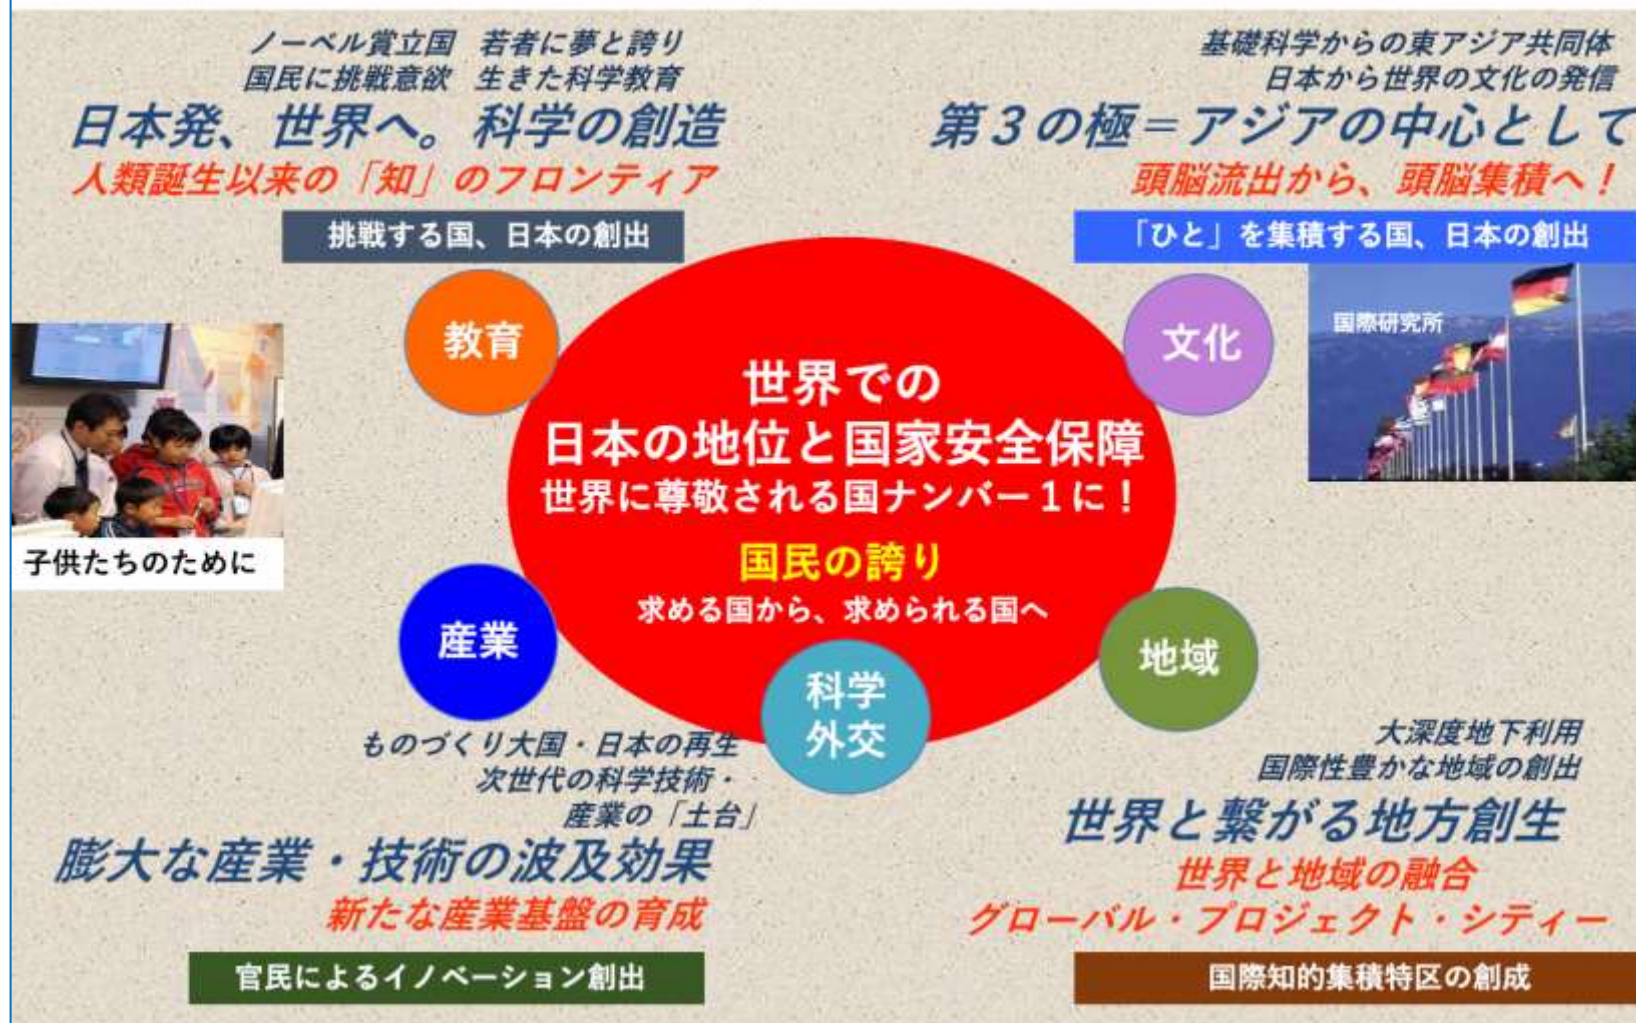 ノーベル賞立国 若者に夢と誇り
国民に挑戦意欲 生きた科学教育
日本発、世界へ。科学の創造
人類誕生以来の「知」のフロンティア
挑戦する国、日本の創出
基礎科学からの東アジア共同体
日本から世界の文化の発信
第３の極＝アジアの中心として
頭脳流出から、頭脳集積へ！
「ひと」を集積する国、日本の創出
教育
文化
国際研究所
世界での
日本の地位と国家安全保障
世界に尊敬される国ナンバー１に！
国民の誇り
求める国から、求められる国へ
子供たちのために
産業
科学
外交
地域
ものづくり大国・日本の再生
次世代の科学技術・
産業の「土台」
膨大な産業・技術の波及効果
新たな産業基盤の育成
官民によるイノベーション創出
大深度地下利用
国際性豊かな地域の創出
世界と繋がる地方創生
世界と地域の融合
グローバル・プロジェクト・シティー
国際知的集積特区の創成